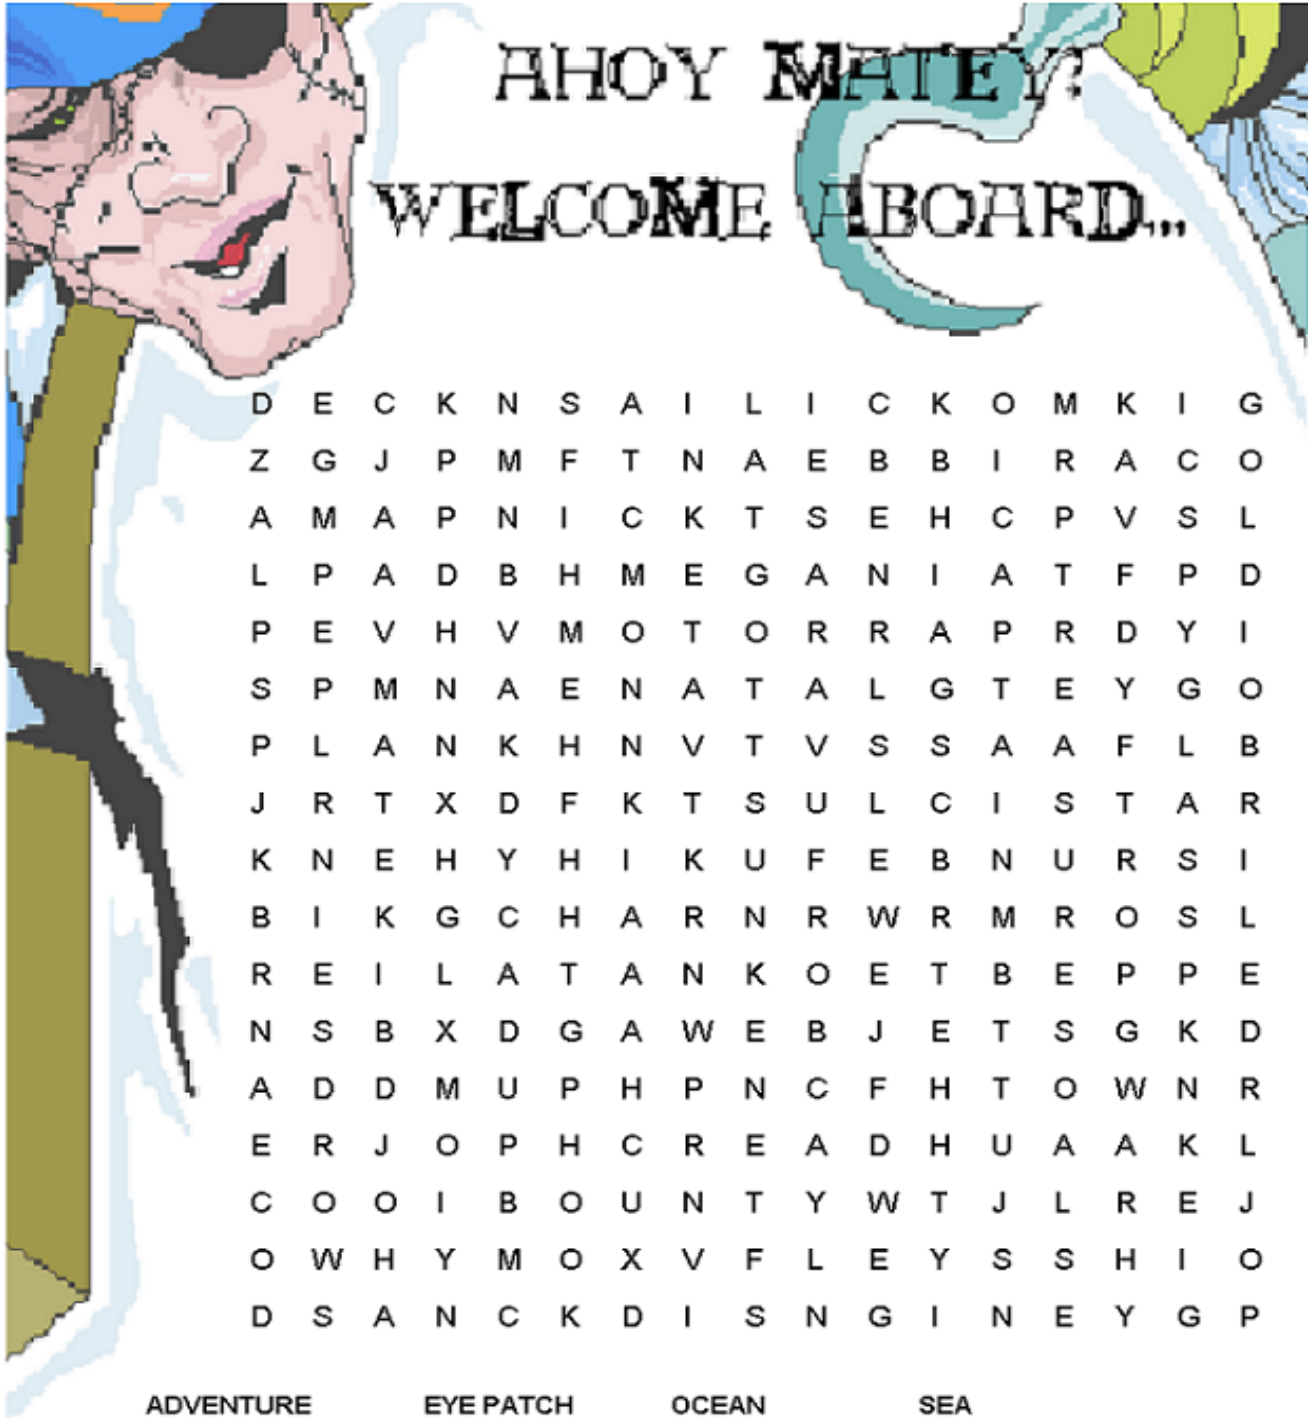 AHOY MATEY?
WELCOME ABOARD...
D E C K N S A I L I C K O M K I G
Z G J P M F T N A E B B I R A C O
A M A P N I C K T S E H C P V S L
L P A D B H M E G A N I A T F P D
P E V H V M O T O R R A P R D Y I
S P M N A E N A T A L G T E Y G O
P L A N K H N V T V S S A A F L B
J R T X D F K T S U L C I S T A R
K N E H Y H I K U F E B N U R S I
B I K G C H A R N R W R M R O S L
R E I L A T A N K O E T B E P P E
N S B X D G A W E B J E T S G K D
A D D M U P H P N C F H T O W N R
E R J O P H C R E A D H U A A K L
C O O I B O U N T Y W T J L R E J
O W H Y M O X V F L E Y S S H I O
D S A N C K D I S N G I N E Y G P
ADVENTURE EYE PATCH OCEAN SEA